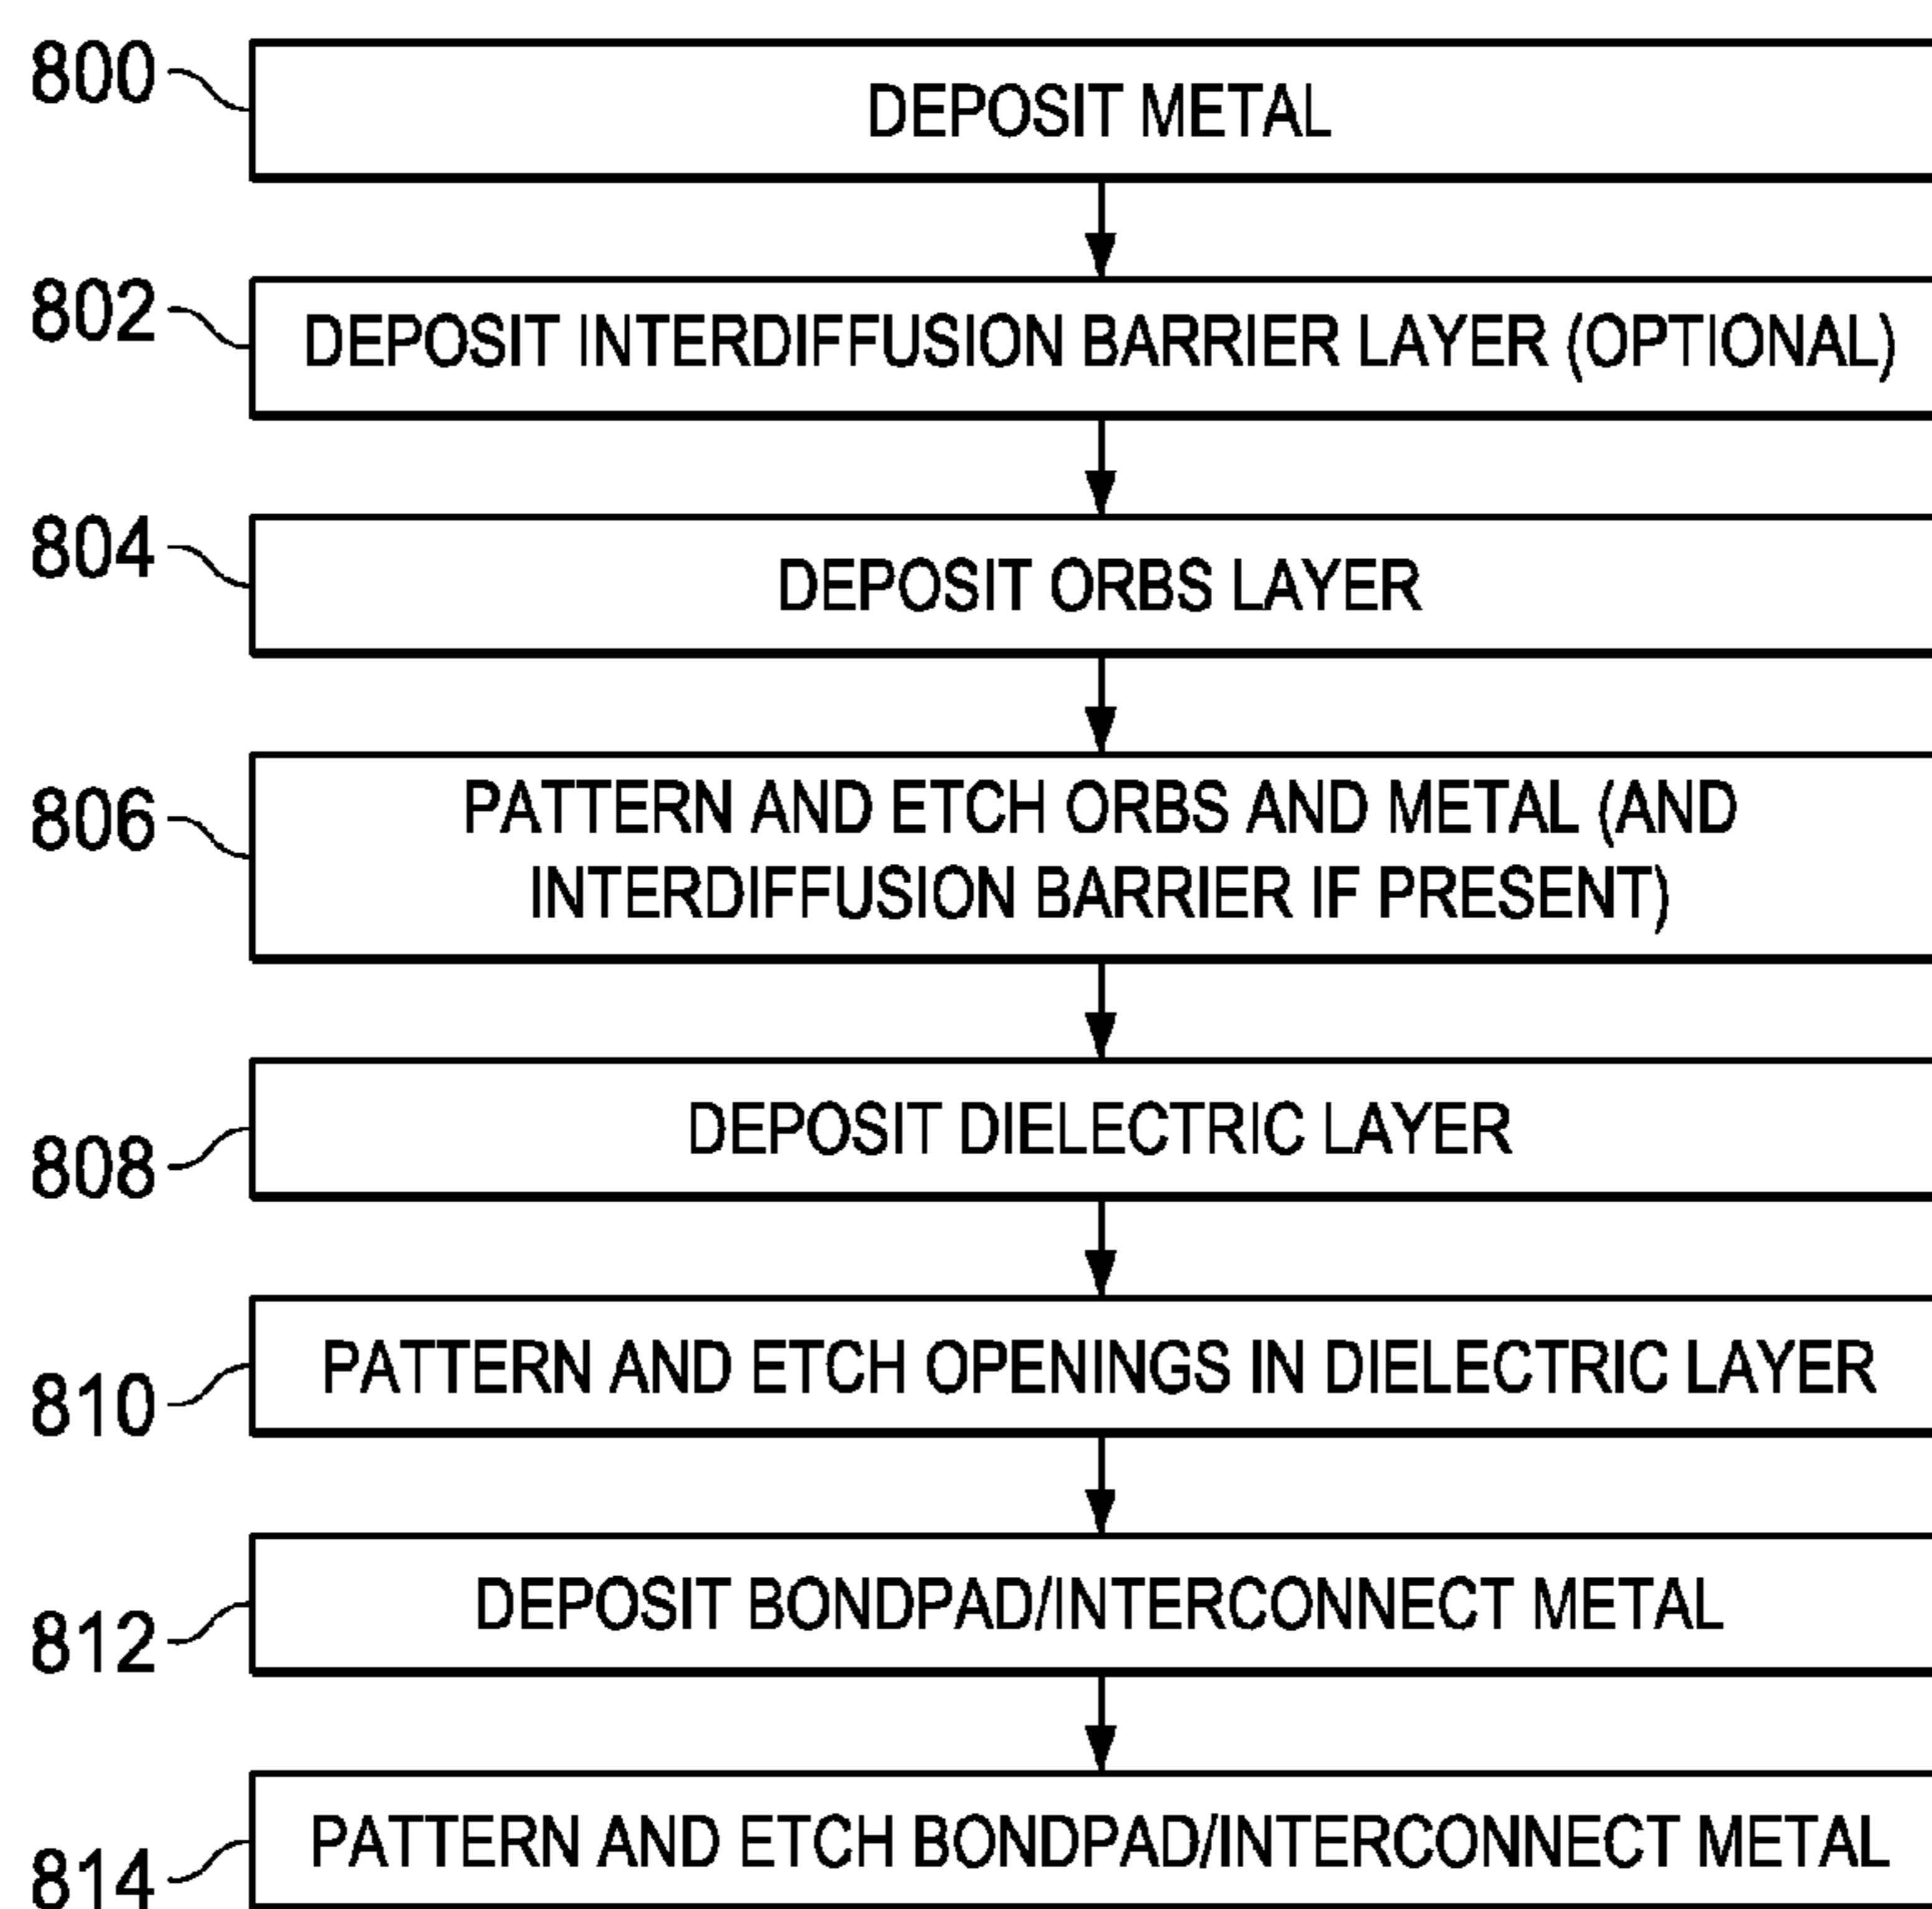 800
DEPOSIT METAL
802
DEPOSIT INTERDIFFUSION BARRIER LAYER (OPTIONAL)
804
DEPOSIT ORBS LAYER
806
PATTERN AND ETCH ORBS AND METAL (AND
INTERDIFFUSION BARRIER IF PRESENT)
808
DEPOSIT DIELECTRIC LAYER
810
PATTERN AND ETCH OPENINGS IN DIELECTRIC LAYER
812
DEPOSIT BONDPAD/INTERCONNECT METAL
814
PATTERN AND ETCH BONDPAD/INTERCONNECT METAL